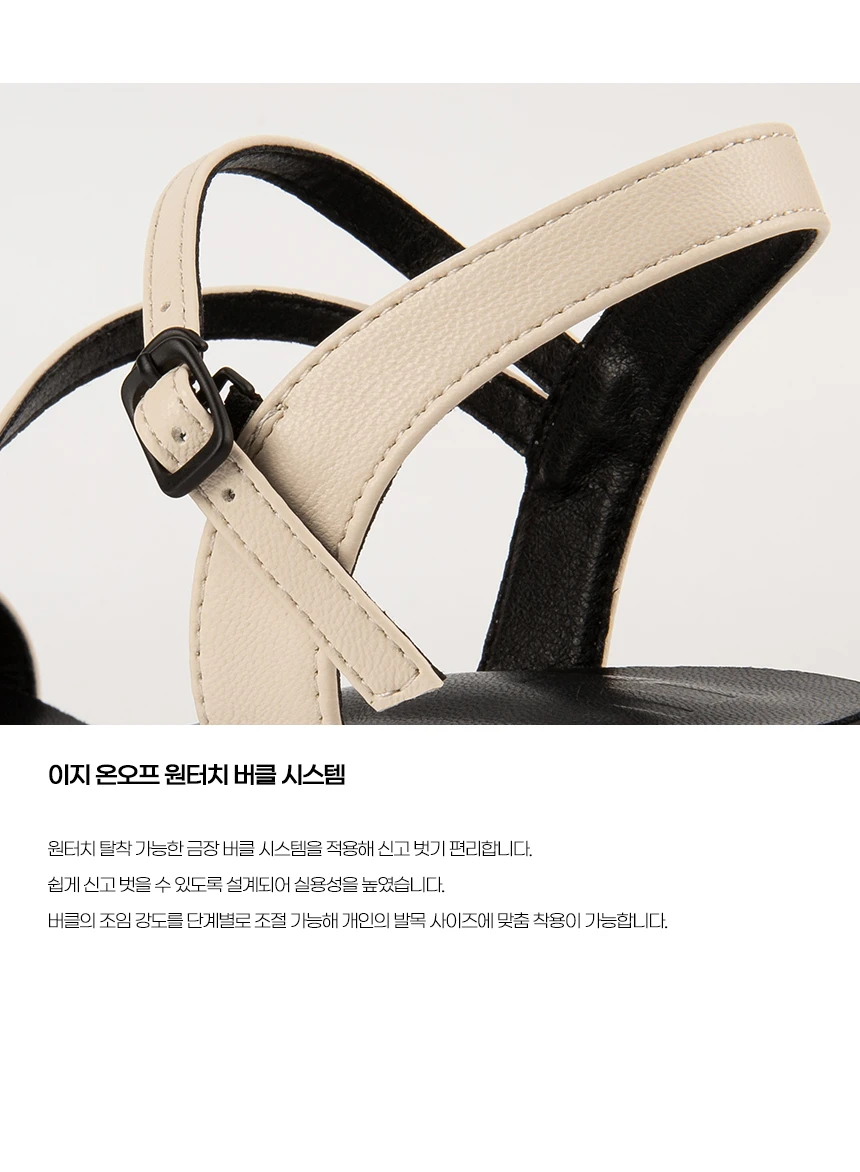 이지 온오프 원터치 버클 시스템
원터치 탈착 가능한 금장 버클 시스템을 적용해 신고 벗기 편리합니다.
쉽게 신고 벗을 수 있도록 설계되어 실용성을 높였습니다.
버클의 조임 강도를 단계별로 조절 가능해 개인의 발목 사이즈에 맞춤 착용이 가능합니다.